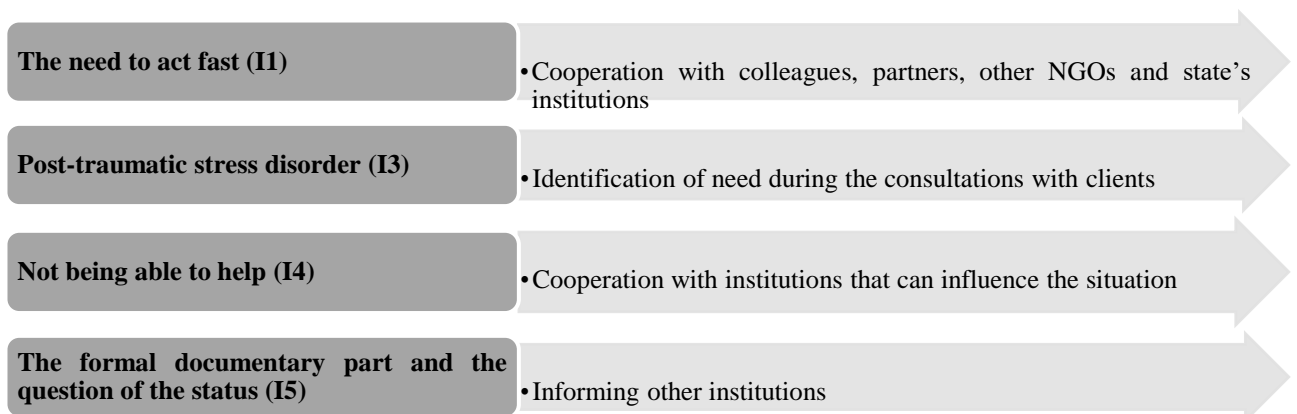 The need to act fast (I1)
•Cooperation with colleagues, partners, other NGOs and state’s
institutions
Post-traumatic stress disorder (I3)
•Identification of need during the consultations with clients
Not being able to help (I4)
•Cooperation with institutions that can influence the situation
The formal documentary part and the
question of the status (I5)
•Informing other institutions